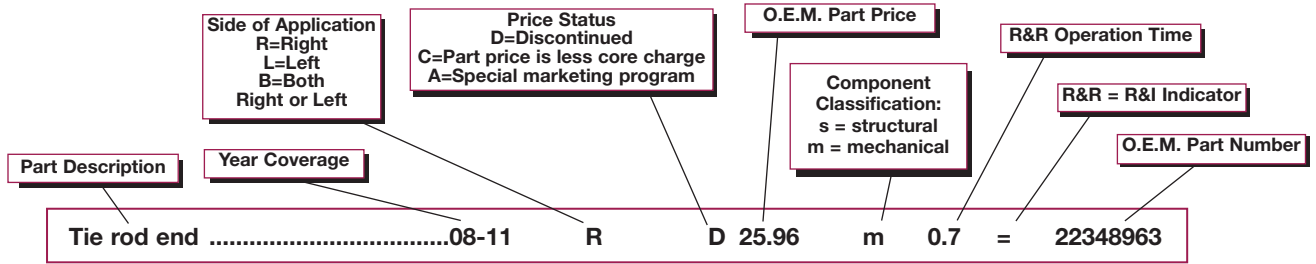 Side of Application
R=Right
L=Left
B=Both
Right or Left
Price Status
D=Discontinued
C=Part price is less core charge
A=Special marketing program
O.E.M. Part Price
R&R Operation Time
Component
Classification:
s = structural
m = mechanical
R&R = R&I Indicator
O.E.M. Part Number
Part Description
Year Coverage
Tie rod end ....................................08-11 R D 25.96 m 0.7 = 22348963